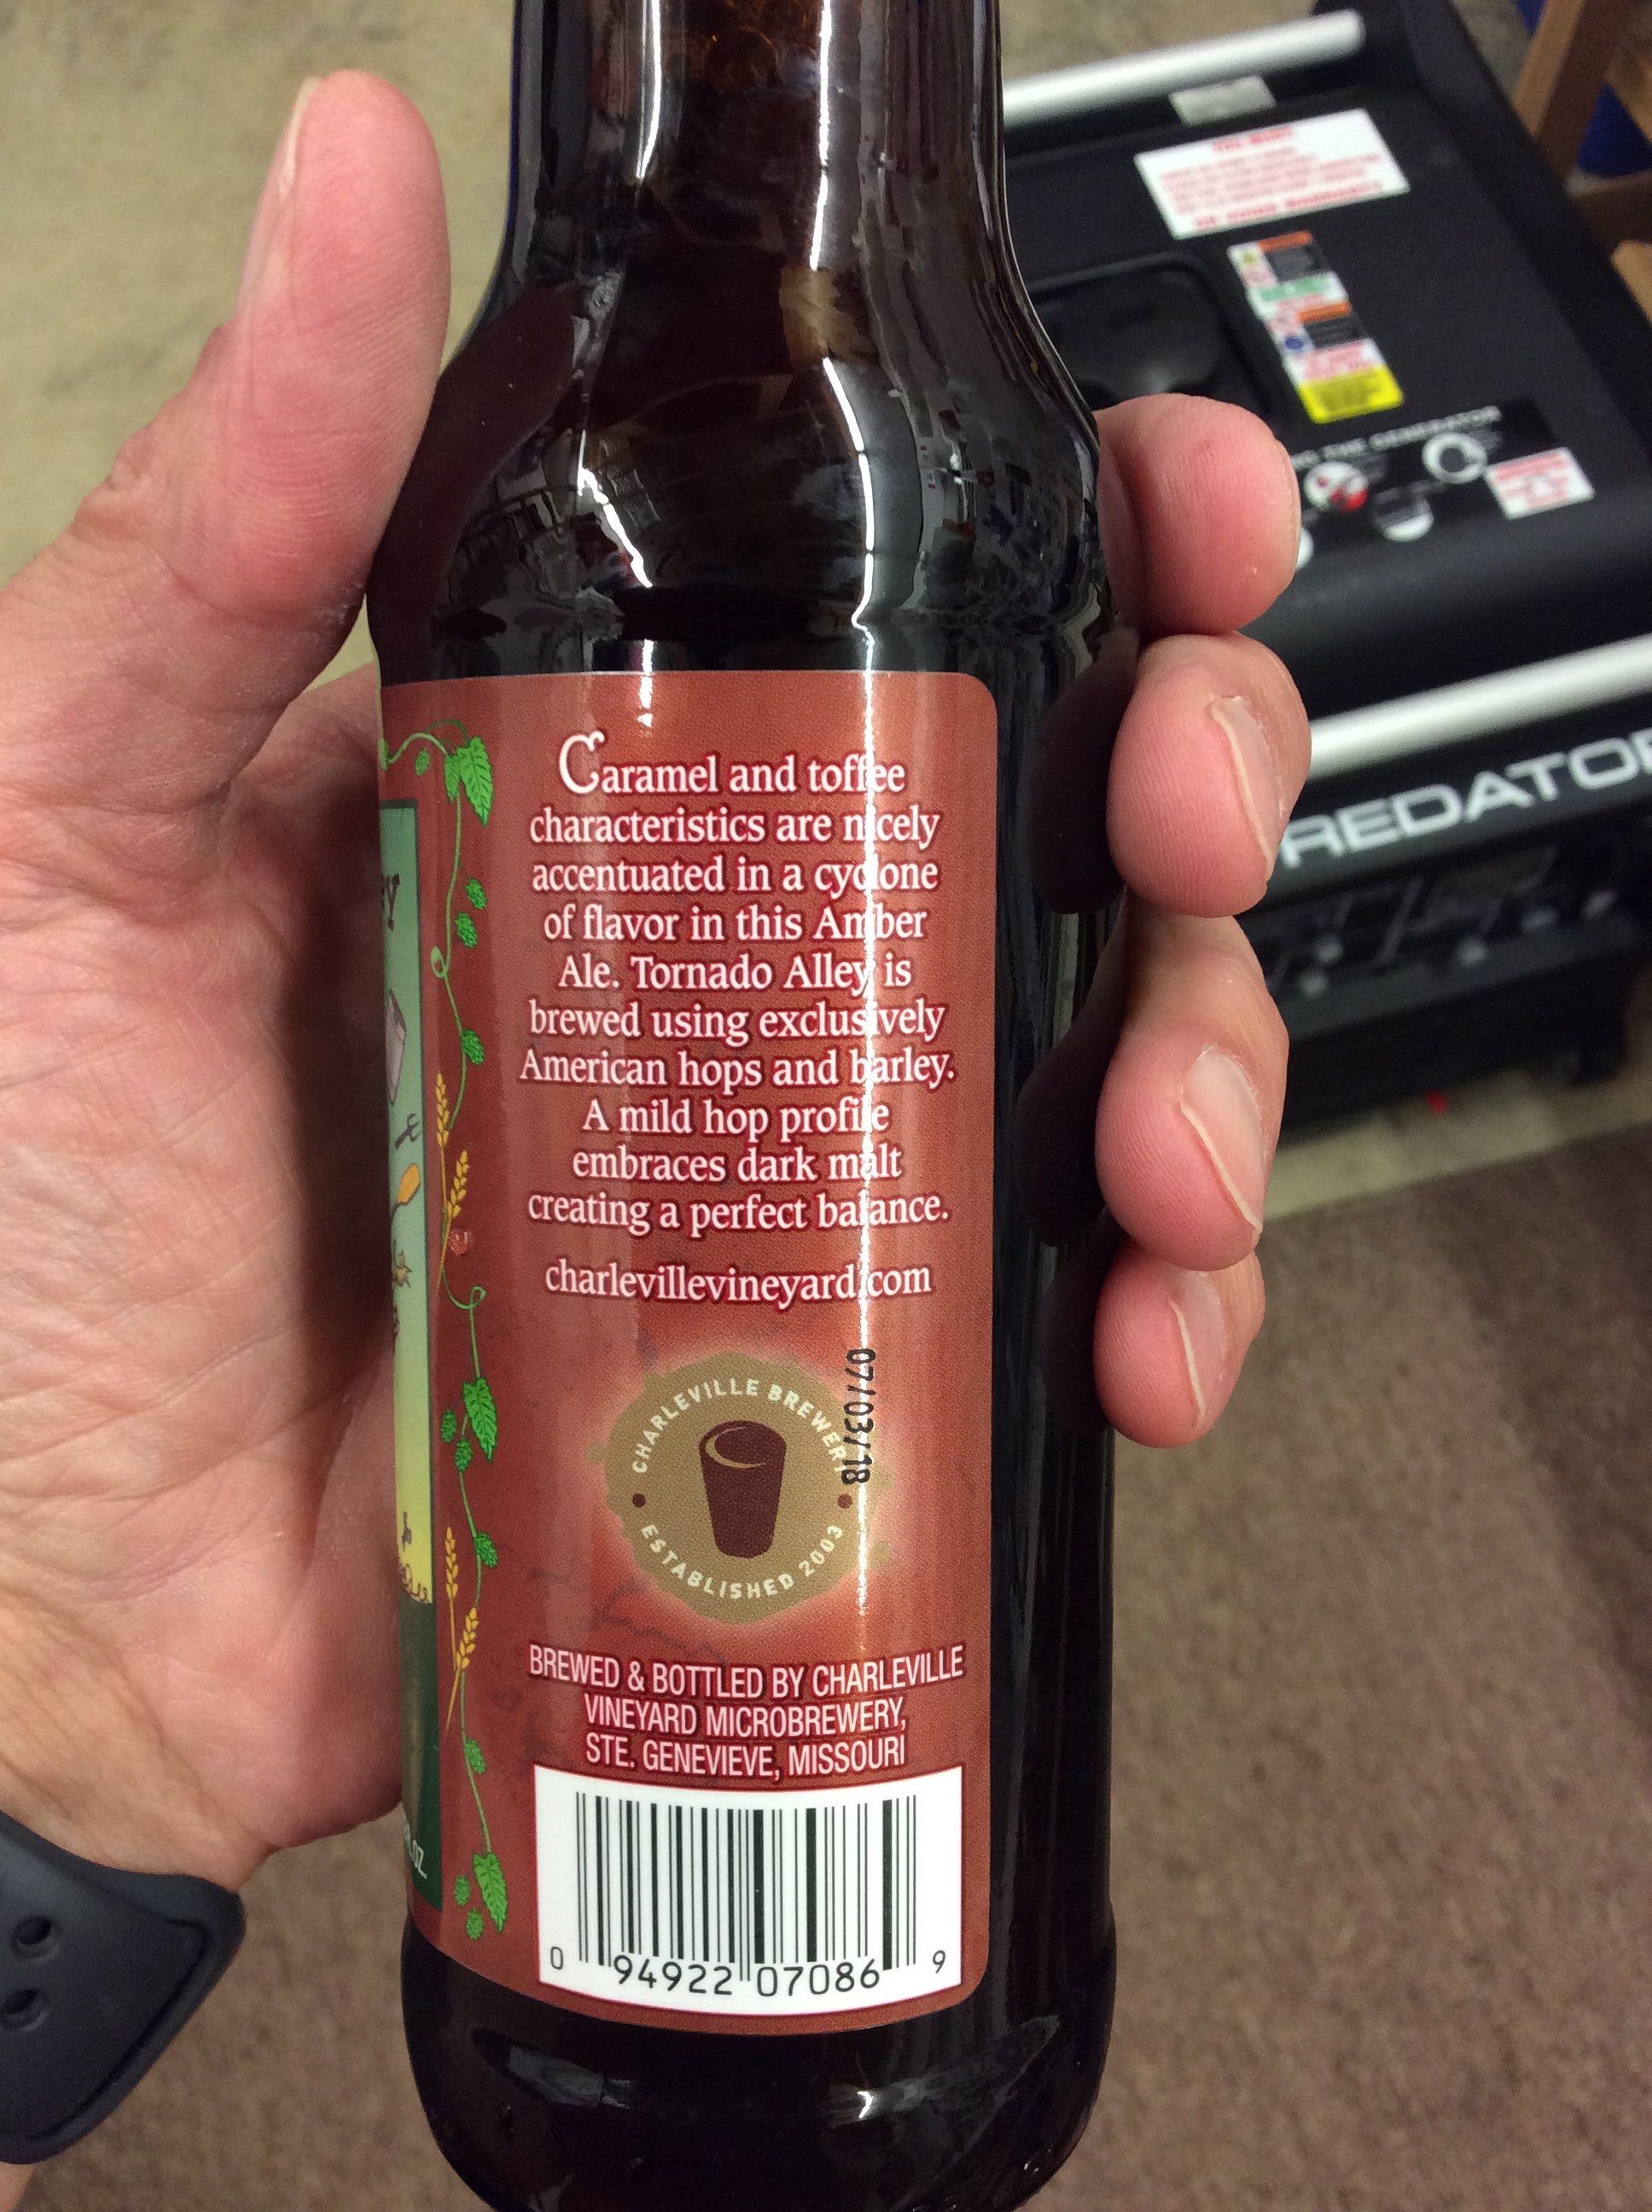 Caramel and toffee
characteristics are nicely
accentuated in a cyclone
of flavor in this Amber
Ale. Tornado Alley is
brewed using exclusively
American hops and barley.
A mild hop profile
embraces dark malt
creating a perfect balance.
charlevillevineyard.com
07/03/18
CHARLEVILLE BREWERY
ESTABLISHED 2003
BREWED & BOTTLED BY CHARLEVILLE
VINEYARD MICROBREWERY,
STE. GENEVIEVE, MISSOURI
0 94922 07086 9
GENERATOR
REDATOR